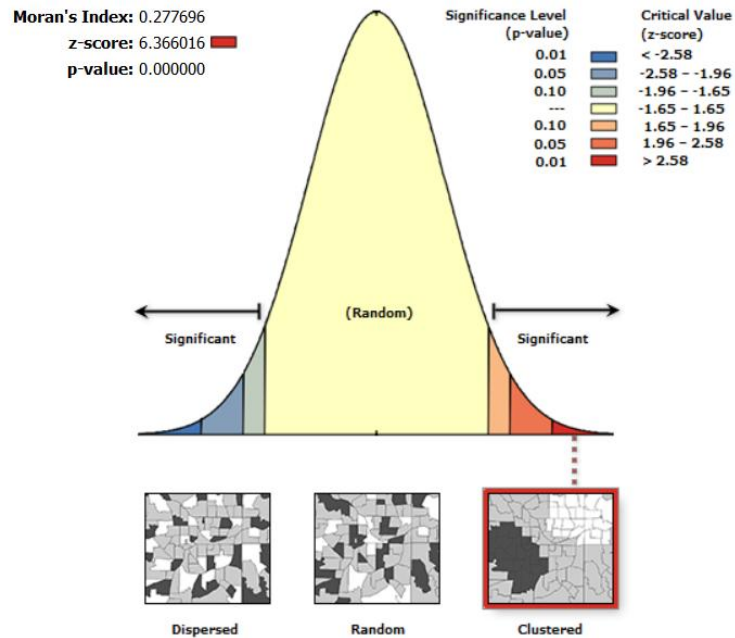 Moran's Index: 0.277696
z-score: 6.366016
p-value: 0.000000
Significance Level
(p-value)
Critical Value
(z-score)
0.01 < -2.58
0.05 -2.58 - -1.96
0.10 -1.96 - -1.65
--- -1.65 - 1.65
0.10 1.65 - 1.96
0.05 1.96 - 2.58
0.01 > 2.58
(Random)
Significant
Significant
Dispersed
Random
Clustered